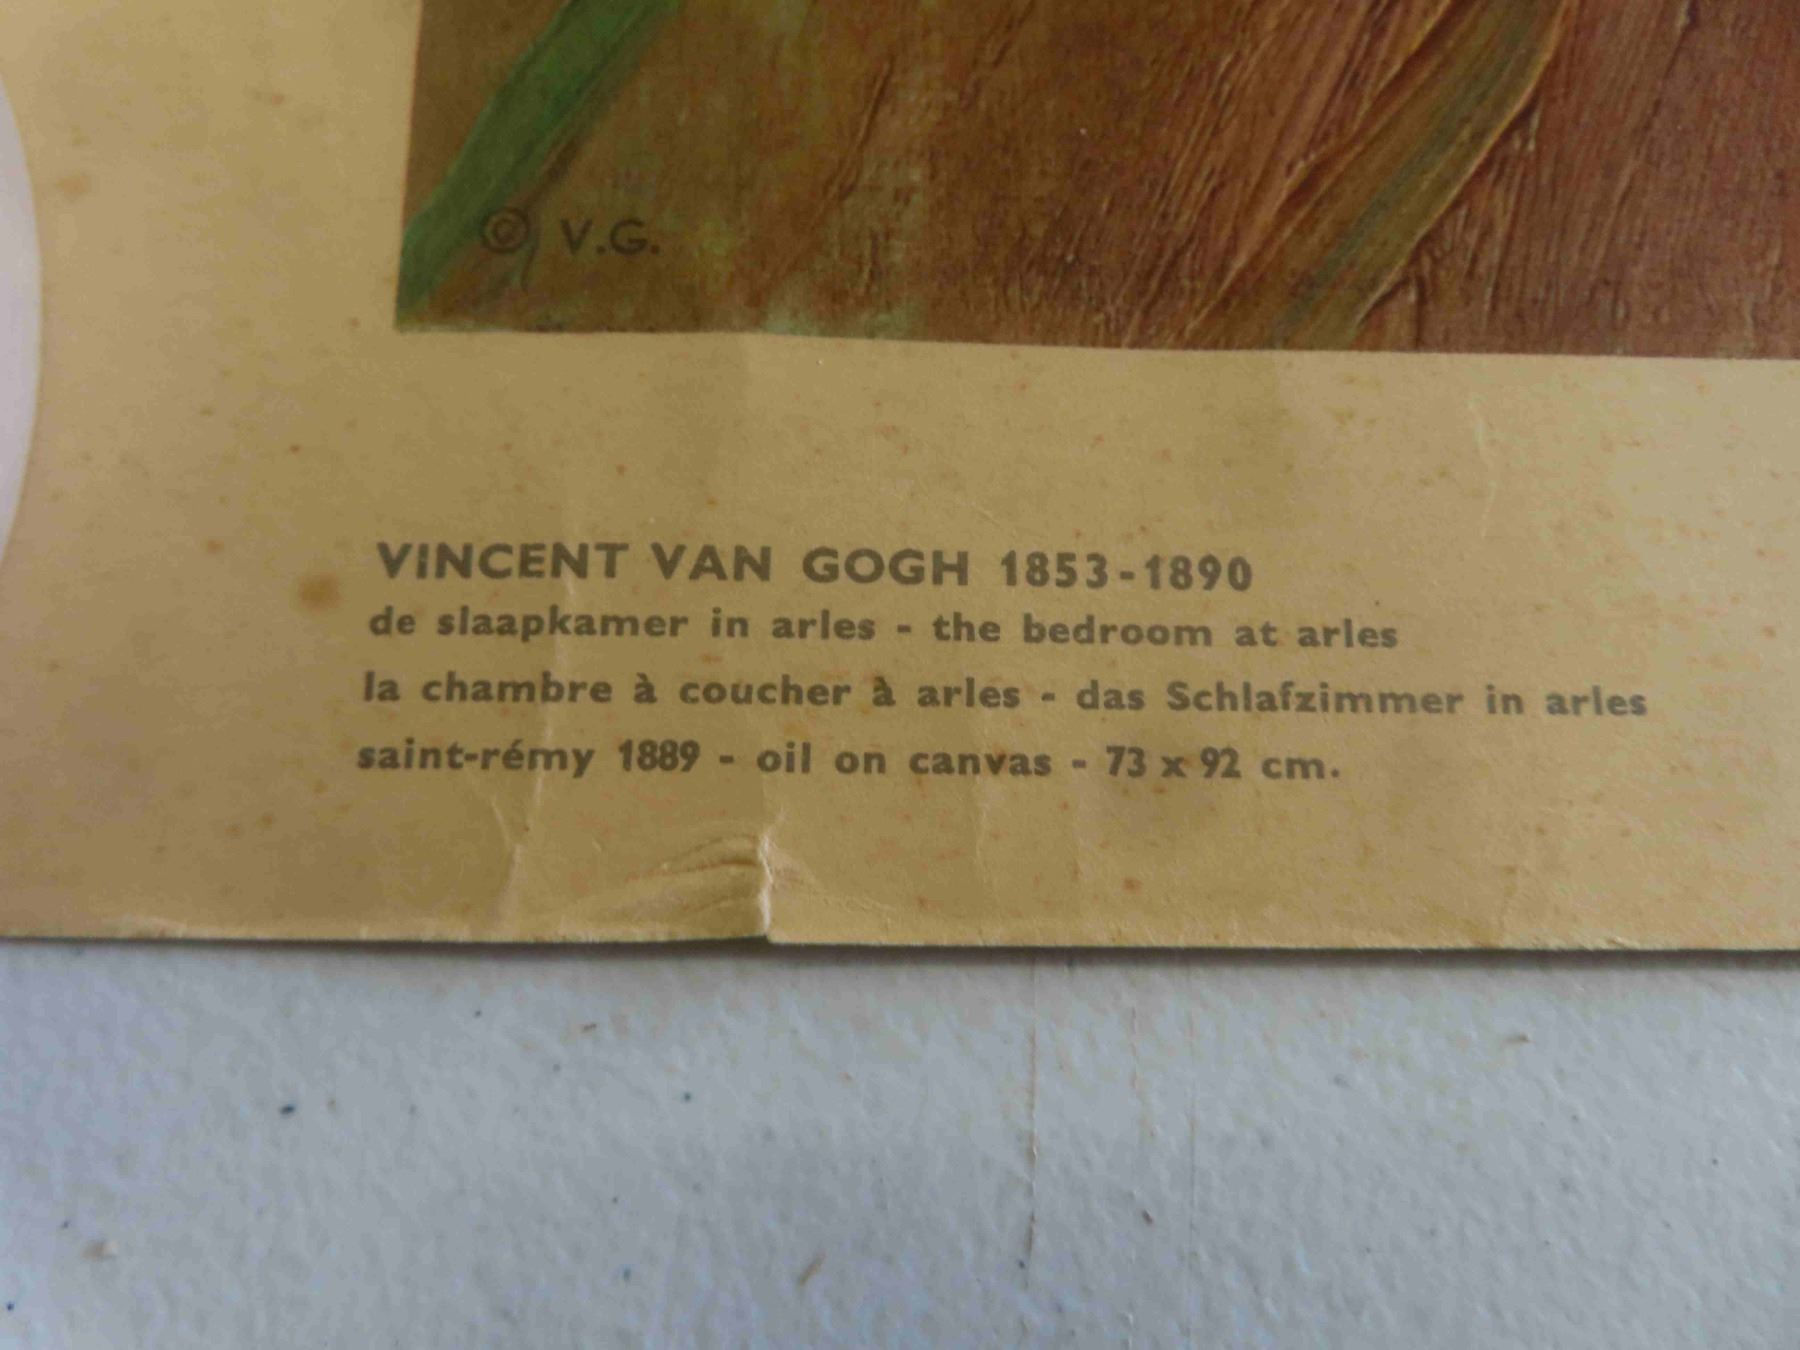 © V.G.
VINCENT VAN GOGH 1853-1890
de slaapkamer in arles - the bedroom at arles
la chambre à coucher à arles - das Schlafzimmer in arles
saint-rémy 1889 - oil on canvas - 73 x 92 cm.